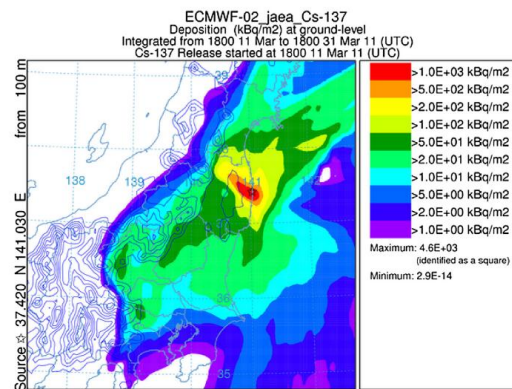 ECMWF-02_jaea_Cs-137
Deposition (kBq/m2) at ground-level
Integrated from 1800 11 Mar to 1800 31 Mar 11 (UTC)
Cs-137 Release started at 1800 11 Mar 11 (UTC)
Source ☆ 37.420 N 141.030 E from 100 m
39
138
139
141
36
35
>1.0E+03 kBq/m2
>5.0E+02 kBq/m2
>2.0E+02 kBq/m2
>1.0E+02 kBq/m2
>5.0E+01 kBq/m2
>2.0E+01 kBq/m2
>1.0E+01 kBq/m2
>5.0E+00 kBq/m2
>2.0E+00 kBq/m2
>1.0E+00 kBq/m2
Maximum: 4.6E+03
(identified as a square)
Minimum: 2.9E-14